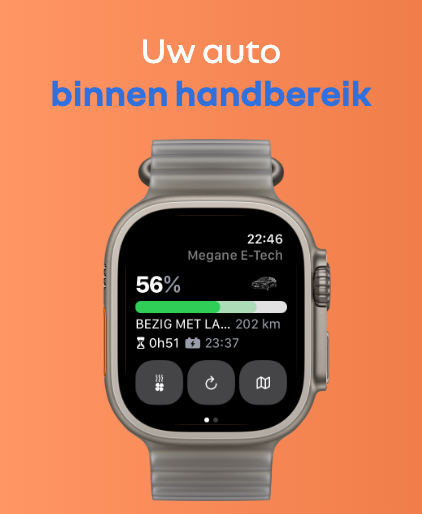 Uw auto
binnen handbereik
22:46
Megane E-Tech
56%
BEZIG MET LA... 202 km
0h51 23:37